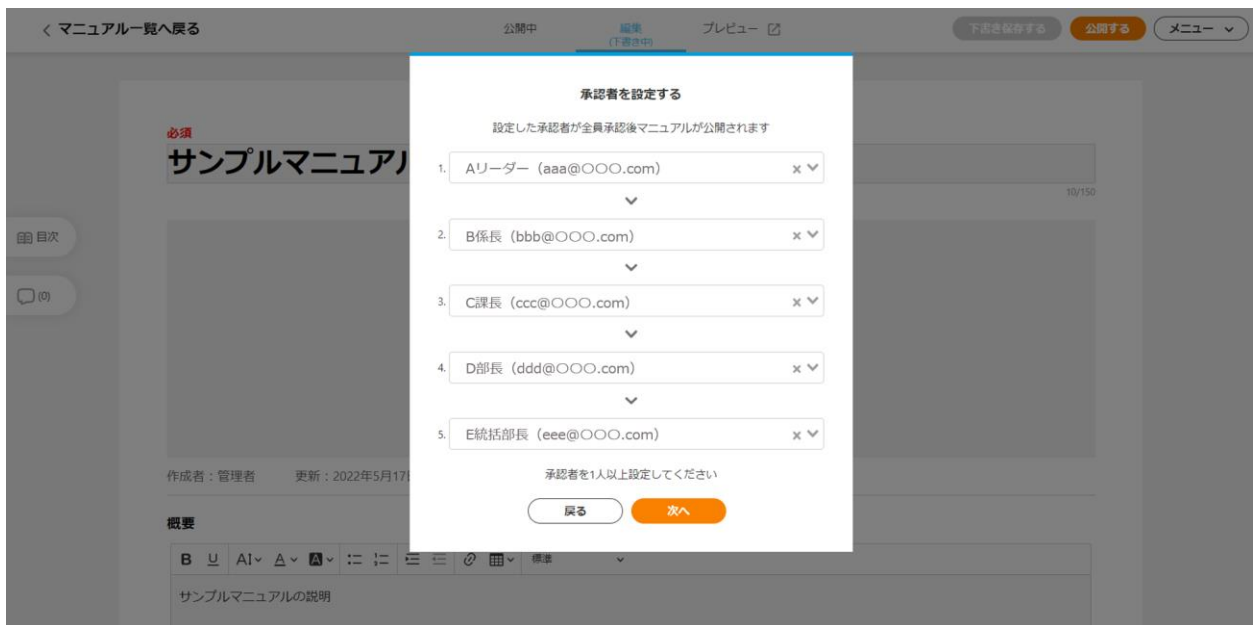 マニュアル一覧へ戻る
公開中
編集
(下書き中)
プレビュー
下書き保存する
公開する
メニュー
承認者を設定する
設定した承認者が全員承認後マニュアルが公開されます
必須
サンプルマニュアル
10/150
1. Aリーダー（aaa@〇〇〇.com）
2. B係長（bbb@〇〇〇.com）
3. C課長（ccc@〇〇〇.com）
4. D部長（ddd@〇〇〇.com）
5. E統括部長（eee@〇〇〇.com）
目次
(0)
承認者を1人以上設定してください
戻る
次へ
作成者：管理者 更新：2022年5月17日
概要
B U AI A A 標準
サンプルマニュアルの説明